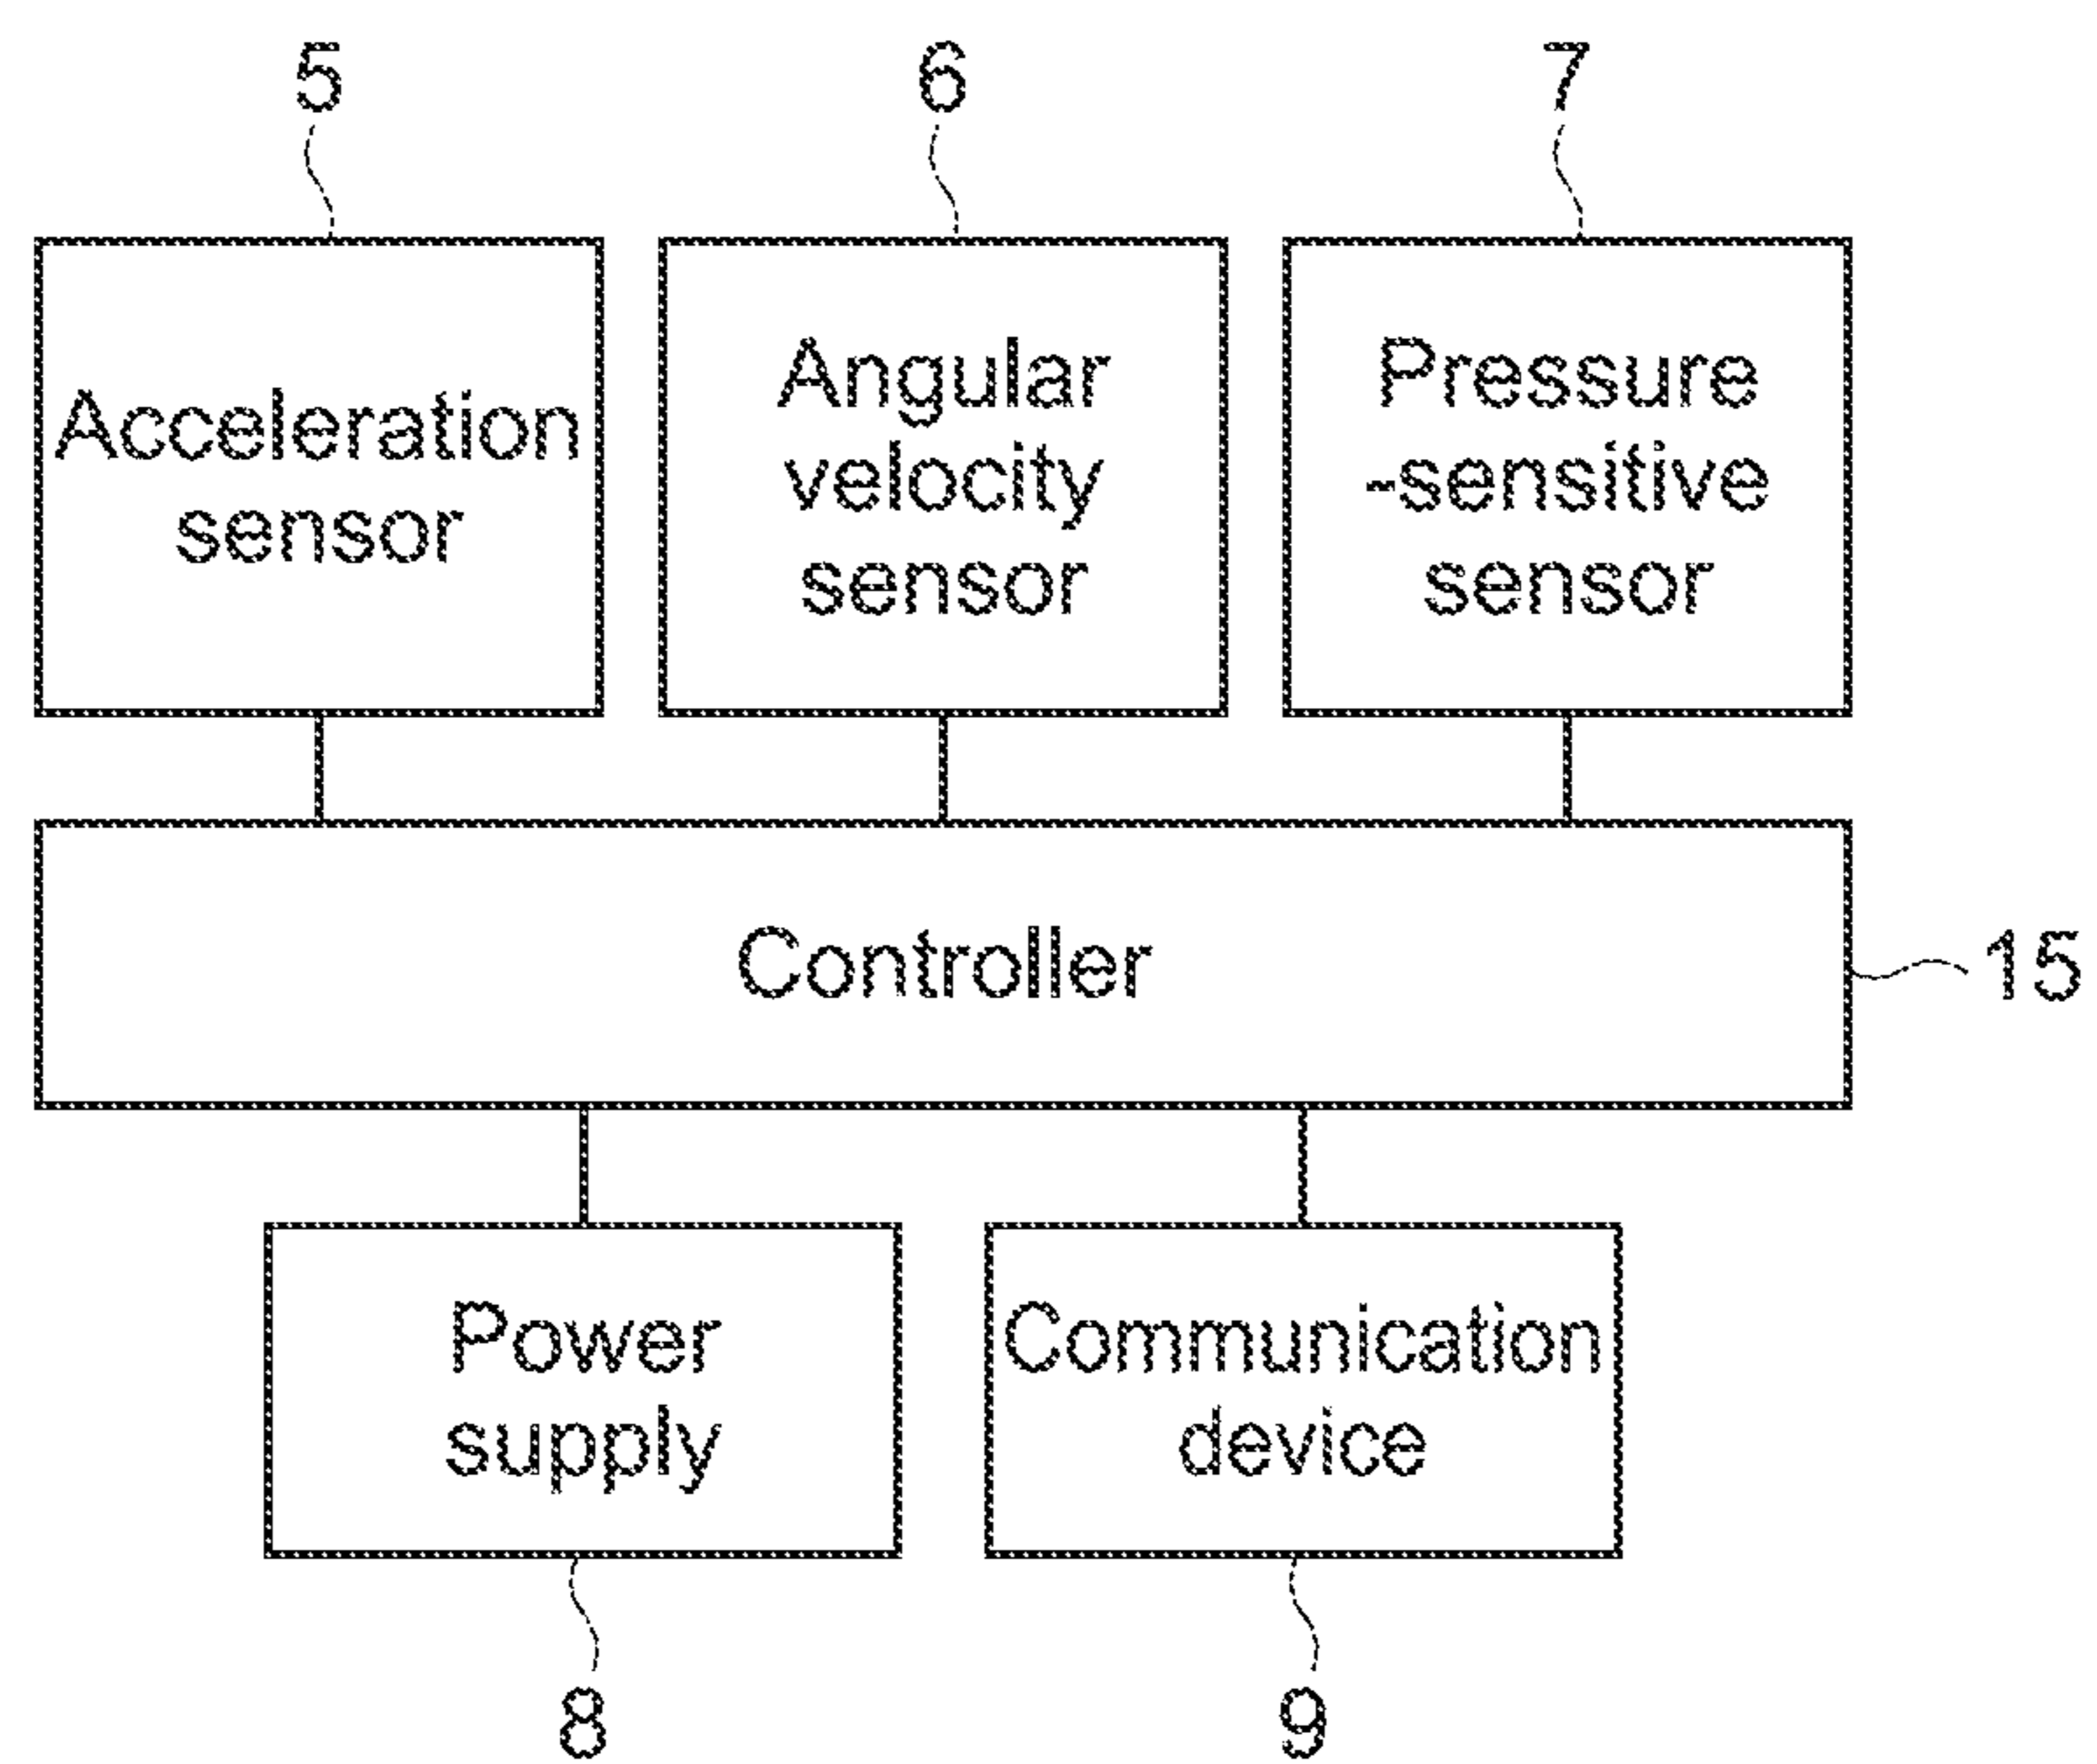 5
6
7
Acceleration
sensor
Angular
velocity
sensor
Pressure
-sensitive
sensor
Controller
15
Power
supply
Communication
device
8
9